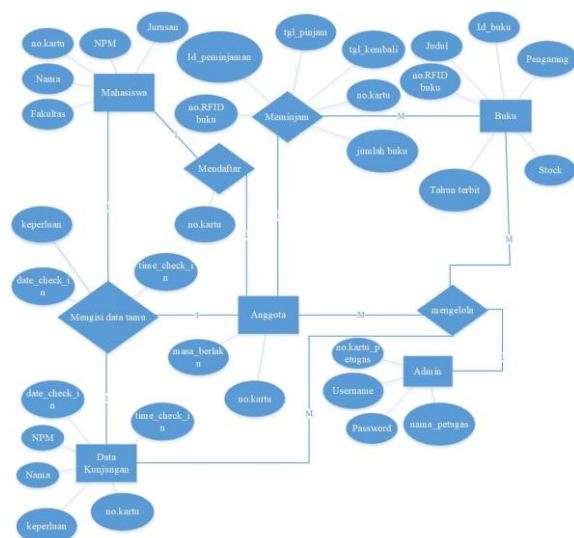 Jurusan
NPM
no.kartu
Nama
Mahasiswa
Fakultas
tgl_pinjam
Id_peminjaman
tgl_kembali
no.RFID
buku
Meminjam
no.kartu
jumlah buku
M
Id_buku
Judul
Pengarang
no.RFID
buku
Buku
Stock
Tahun terbit
1
1
Mendaftar
no.kartu
1
1
M
keperluan
date_check_i
n
time_check_i
n
Mengisi data tamu
1
Anggota
M
mengelola
masa_berlak
u
no.kartu
no.kartu_p
etugas
Username
Admin
1
Password
nama_petugas
1
M
date_check_i
n
time_check_i
n
NPM
Nama
Data
Kunjungan
keperluan
no.kartu